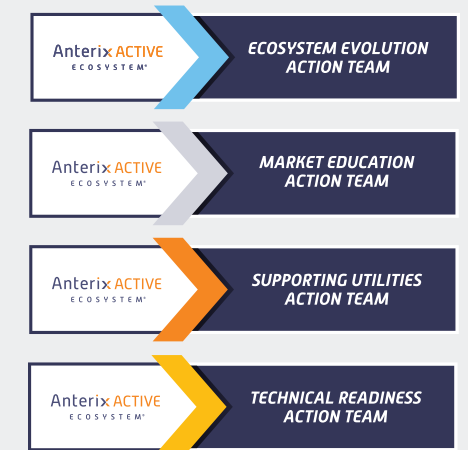 Anterix ACTIVE
ECOSYSTEM®
ECOSYSTEM EVOLUTION
ACTION TEAM
Anterix ACTIVE
ECOSYSTEM®
MARKET EDUCATION
ACTION TEAM
Anterix ACTIVE
ECOSYSTEM®
SUPPORTING UTILITIES
ACTION TEAM
Anterix ACTIVE
ECOSYSTEM®
TECHNICAL READINESS
ACTION TEAM